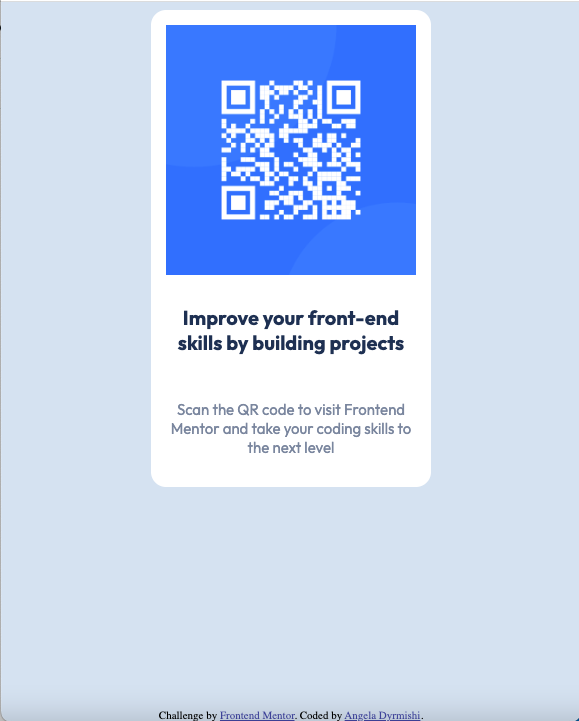 Improve your front-end
skills by building projects
Scan the QR code to visit Frontend
Mentor and take your coding skills to
the next level
Challenge by Frontend Mentor. Coded by Angela Dyrmishi.